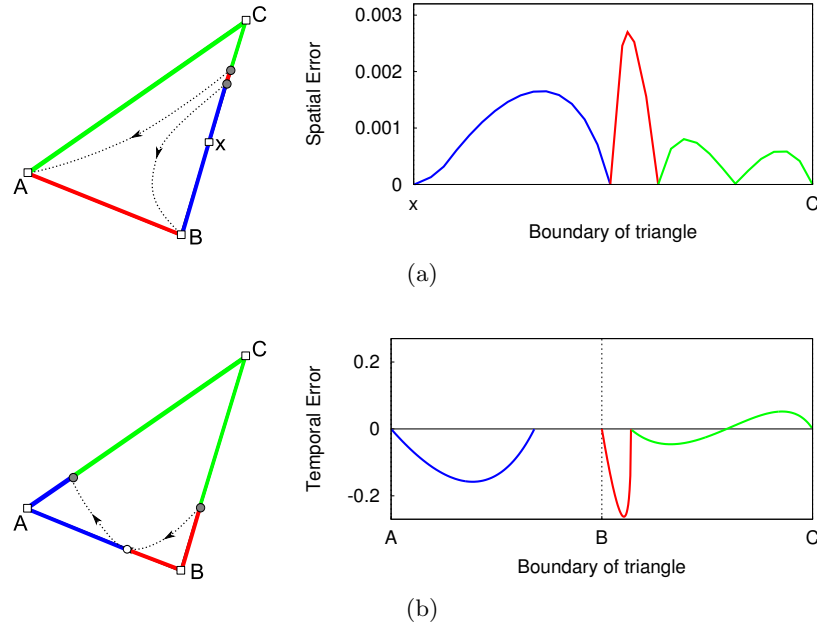 C
x
A
B
Spatial Error
0.003
0.002
0.001
0
x
C
Boundary of triangle
(a)
C
A
B
Temporal Error
0.2
0
-0.2
A
B
C
Boundary of triangle
(b)